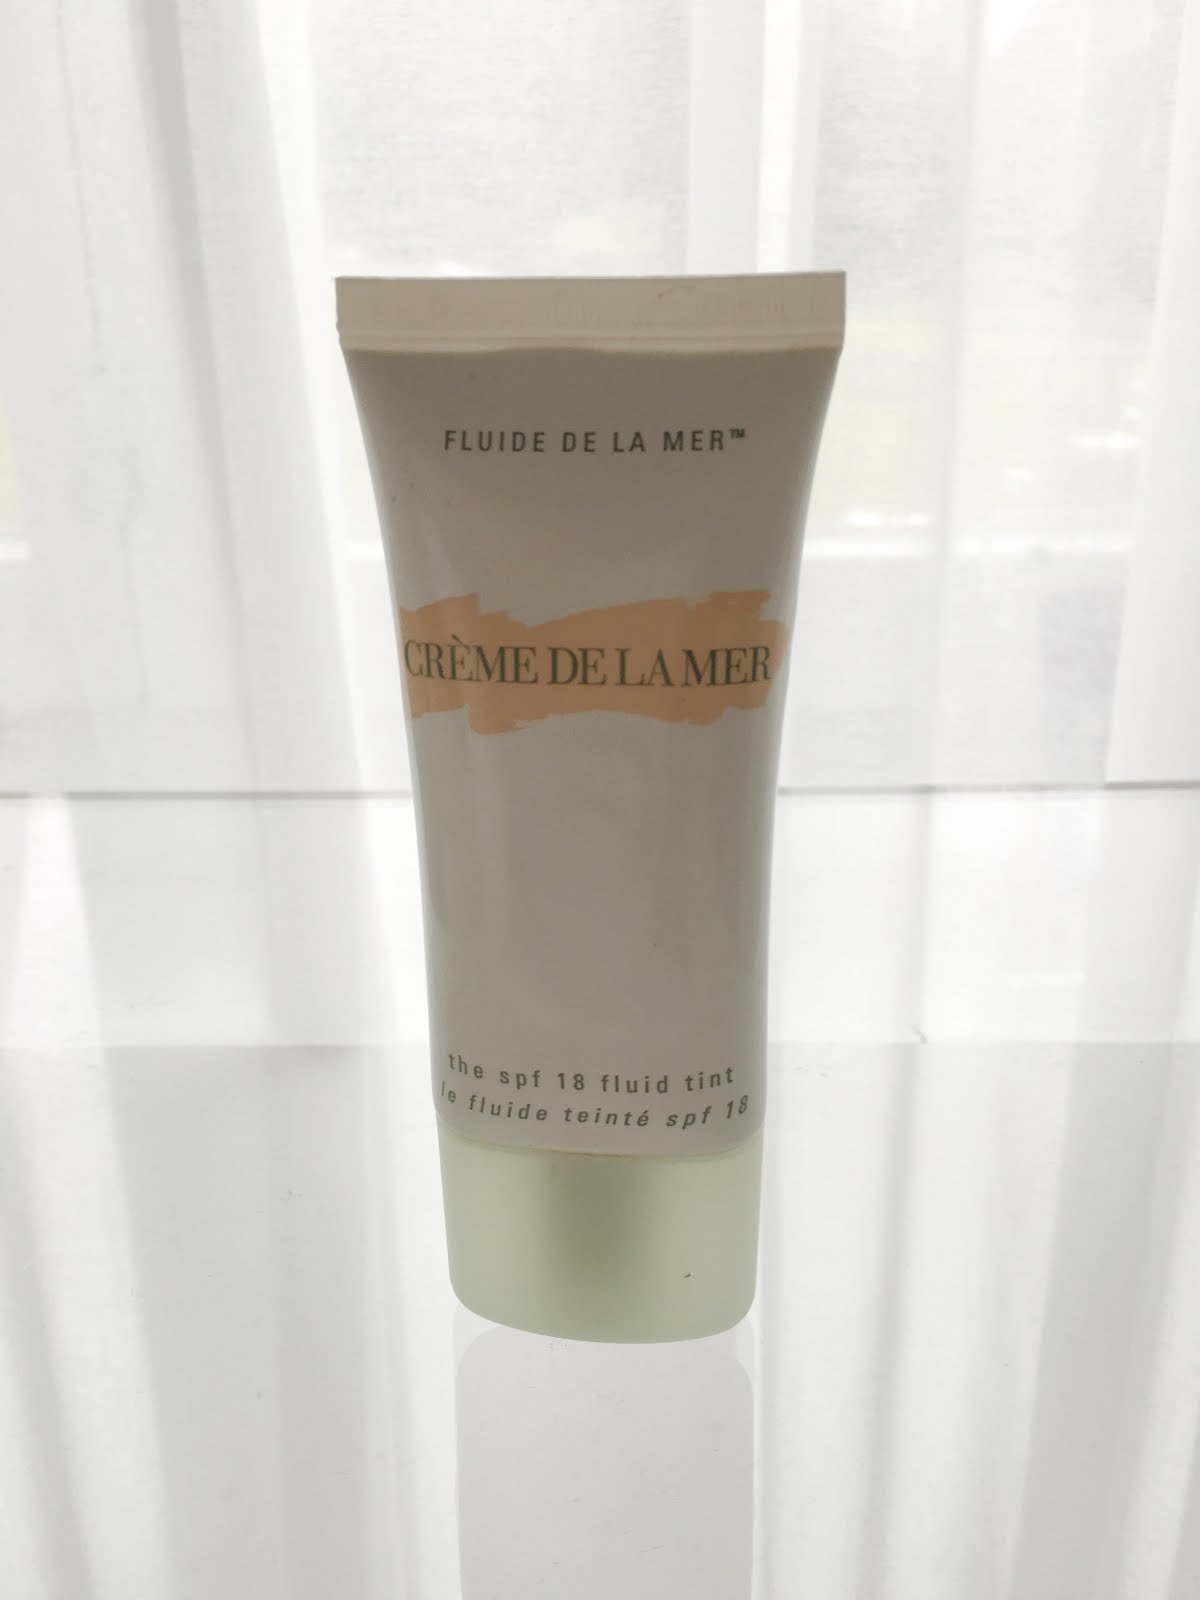 FLUIDE DE LA MER™
CRÈME DE LA MER
the spf 18 fluid tint
le fluide teinté spf 18